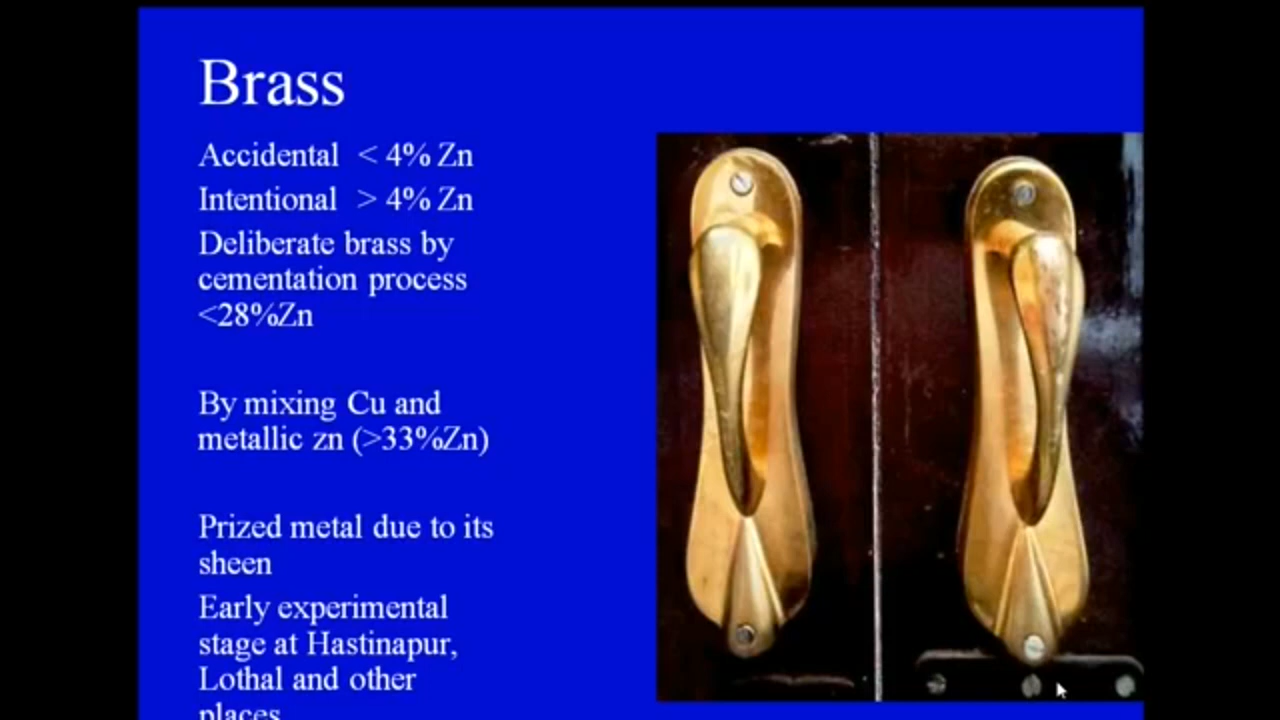 Brass
Accidental < 4% Zn
Intentional > 4% Zn
Deliberate brass by
cementation process
<28%Zn
By mixing Cu and
metallic zn (>33%Zn)
Prized metal due to its
sheen
Early experimental
stage at Hastinapur,
Lothal and other
places